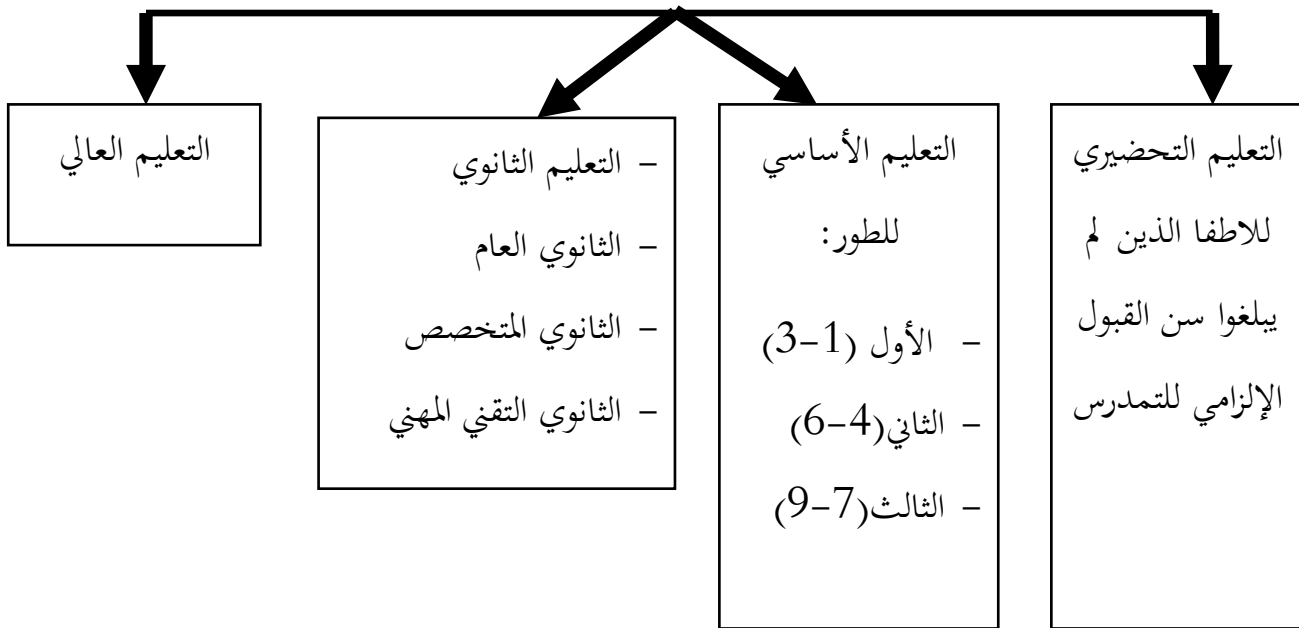 التعليم التحضيري
للاطفا الذين لم
يبلغوا سن القبول
الإلزامي للتمدرس
التعليم الأساسي
للطور:
– الأول (1–3)
– الثاني(4–6)
– الثالث(7–9)
– التعليم الثانوي
– الثانوي العام
– الثانوي المتخصص
– الثانوي التقني المهني
التعليم العالي